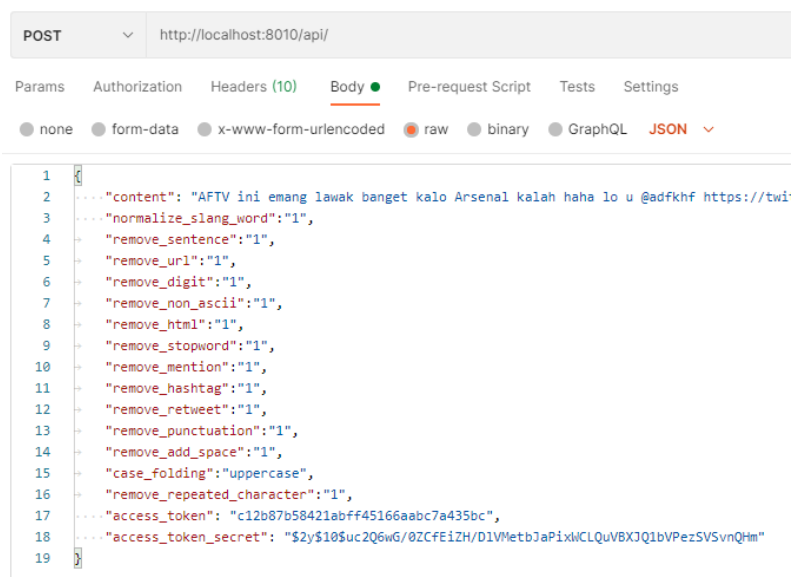 POST http://localhost:8010/api/
Params Authorization Headers (10) Body Pre-request Script Tests Settings
none form-data x-www-form-urlencoded raw binary GraphQL JSON
1 {
2 "content": "AFTV ini emang lawak banget kalo Arsenal kalah haha lo u @adfkhf https://twi
3 "normalize_slang_word":"1",
4 "remove_sentence":"1",
5 "remove_url":"1",
6 "remove_digit":"1",
7 "remove_non_ascii":"1",
8 "remove_html":"1",
9 "remove_stopword":"1",
10 "remove_mention":"1",
11 "remove_hashtag":"1",
12 "remove_retweet":"1",
13 "remove_punctuation":"1",
14 "remove_add_space":"1",
15 "case_folding":"uppercase",
16 "remove_repeated_character":"1",
17 "access_token": "c12b87b58421abff45166aabc7a435bc",
18 "access_token_secret": "$2y$10$uc2Q6wG/0ZCfEiZH/DlVMetbJaPixWCLQuVBXJQ1bVPezSVSvnQHm"
19 }